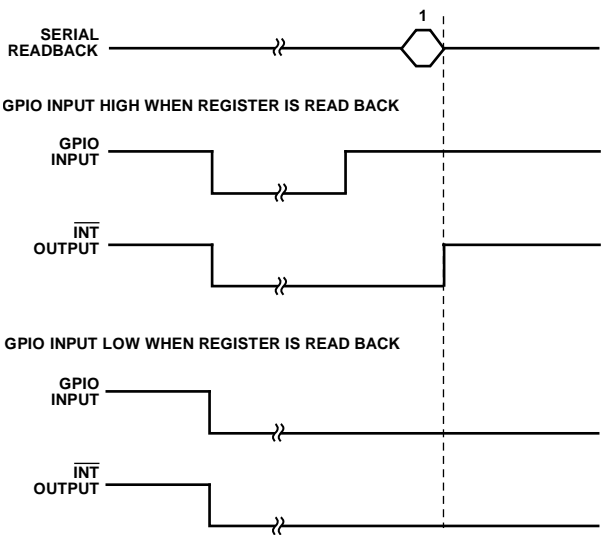 1
SERIAL
READBACK
GPIO INPUT HIGH WHEN REGISTER IS READ BACK
GPIO
INPUT
INT
OUTPUT
GPIO INPUT LOW WHEN REGISTER IS READ BACK
GPIO
INPUT
INT
OUTPUT